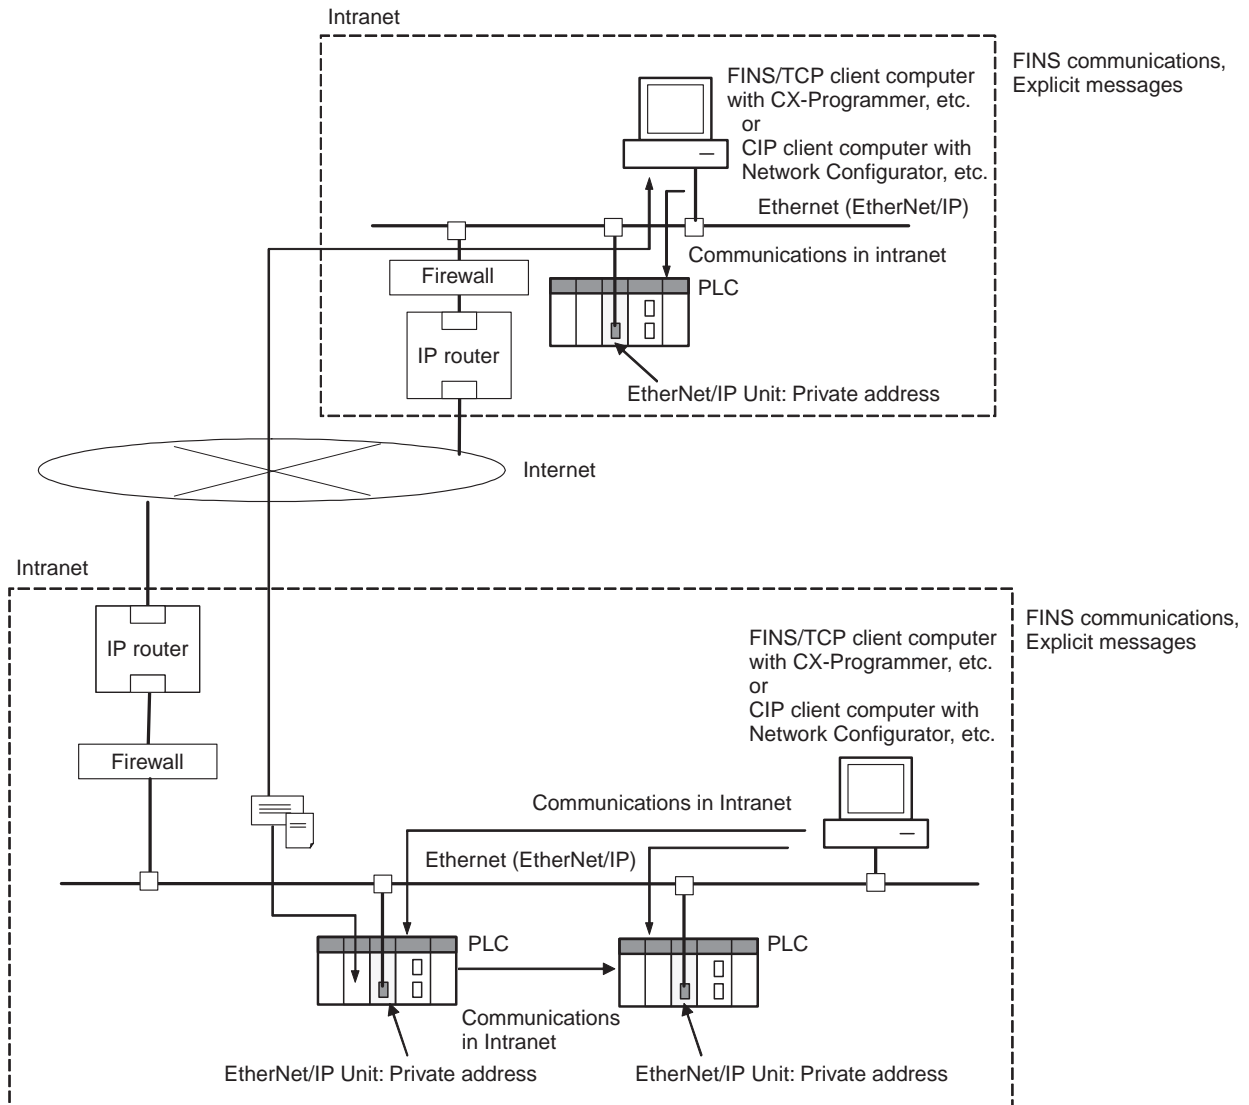 Intranet
FINS communications,
Explicit messages
FINS/TCP client computer
with CX-Programmer, etc.
or
CIP client computer with
Network Configurator, etc.
Ethernet (EtherNet/IP)
Communications in intranet
Firewall
PLC
IP router
EtherNet/IP Unit: Private address
Internet
Intranet
FINS communications,
Explicit messages
IP router
FINS/TCP client computer
with CX-Programmer, etc.
or
CIP client computer with
Network Configurator, etc.
Firewall
Communications in Intranet
Ethernet (EtherNet/IP)
PLC
PLC
Communications
in Intranet
EtherNet/IP Unit: Private address
EtherNet/IP Unit: Private address